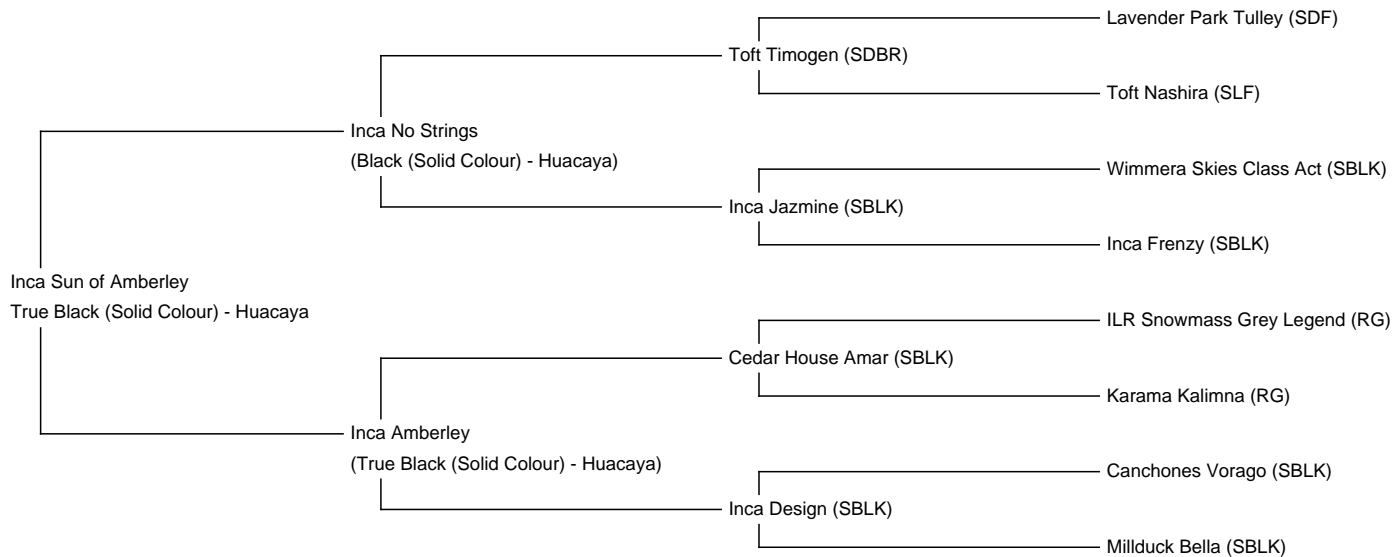 Lavender Park Tulley (SDF)
Toft Timogen (SDBR)
Toft Nashira (SLF)
Inca No Strings
(Black (Solid Colour) - Huacaya)
Wimmera Skies Class Act (SBLK)
Inca Jazmine (SBLK)
Inca Frenzy (SBLK)
Inca Sun of Amberley
True Black (Solid Colour) - Huacaya
ILR Snowmass Grey Legend (RG)
Cedar House Amar (SBLK)
Karama Kalimna (RG)
Inca Amberley
(True Black (Solid Colour) - Huacaya)
Canchones Vorago (SBLK)
Inca Design (SBLK)
Millduck Bella (SBLK)